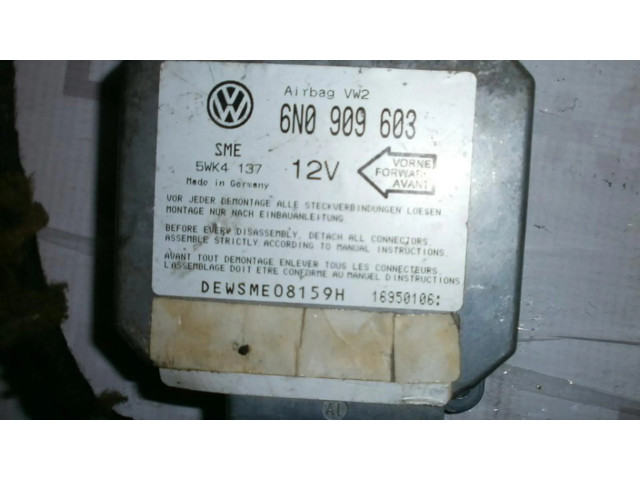 Airbag VW2
6N0 909 603
SME
5WK4 137
Made in Germany
12V
VORNE
FORWARD
AVANT
VOR JEDER DEMONTAGE ALLE STECKVERBINDUNGEN LOESEN
MONTAGE NUR NACH EINBAUANLEITUNG
BEFORE EVERY DISASSEMBLY, DETACH ALL CONNECTORS.
ASSEMBLE STRICTLY ACCORDING TO MANUAL INSTRUCTIONS.
AVANT TOUT DEMONTAGE ENLEVER TOUS LES CONNECTEURS.
L'ASSEMBLAGE DOIT ETRE CONFORME AU MANUEL D'INSTRUCTIONS
DEWSME08159H 16950106:
AL